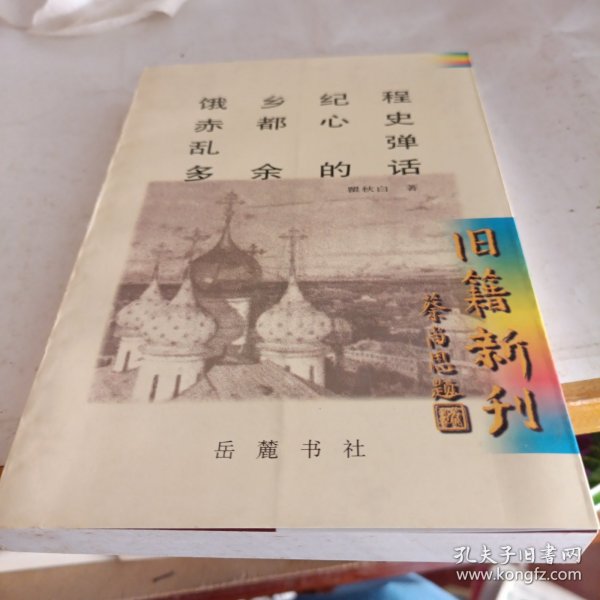 饿乡纪程
赤都心史
乱弹
多余的话
瞿秋白 著
旧籍新刊
蔡尚思题
岳麓书社
孔夫子旧书网
www.kongfz.com